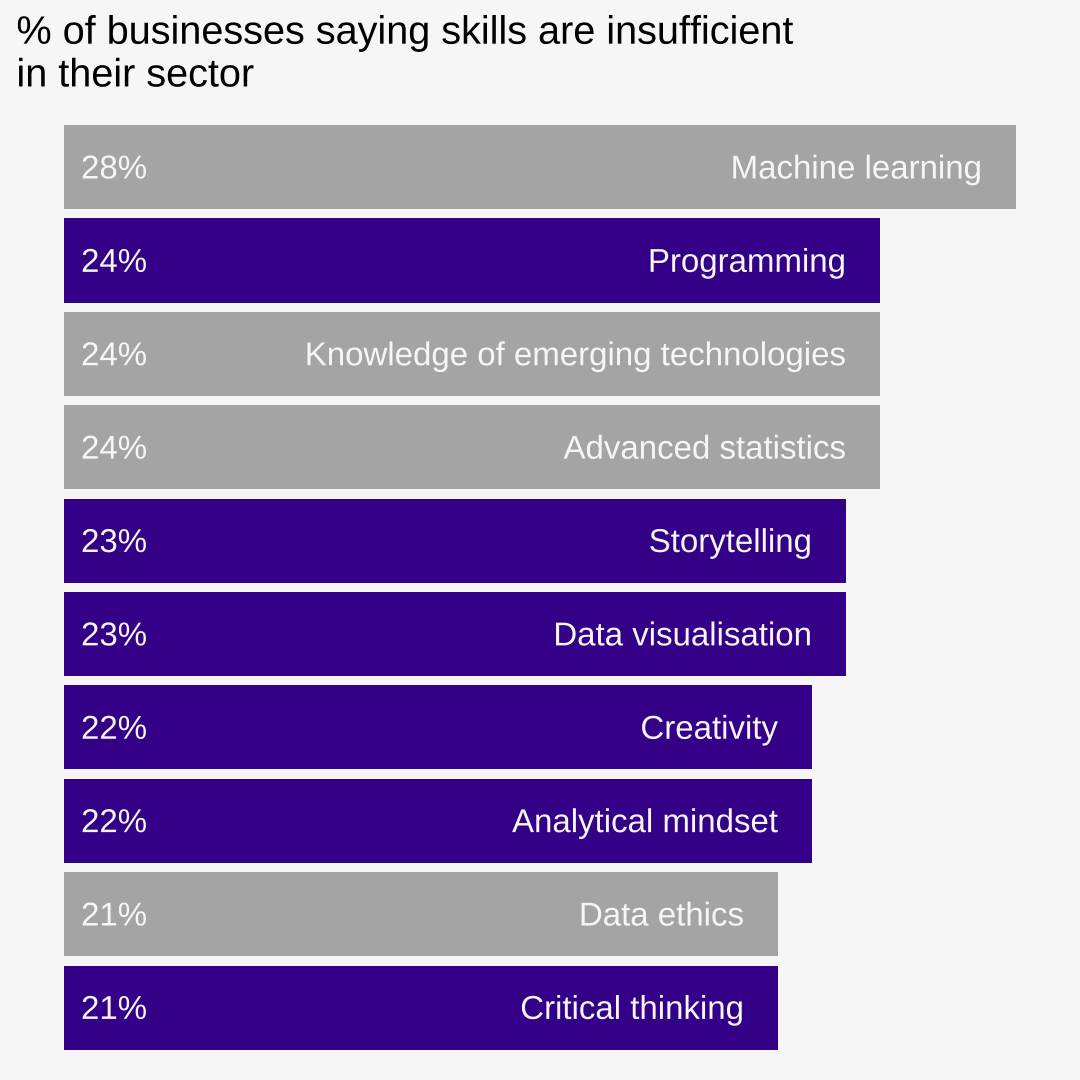 % of businesses saying skills are insufficient
in their sector
28% Machine learning
24% Programming
24% Knowledge of emerging technologies
24% Advanced statistics
23% Storytelling
23% Data visualisation
22% Creativity
22% Analytical mindset
21% Data ethics
21% Critical thinking